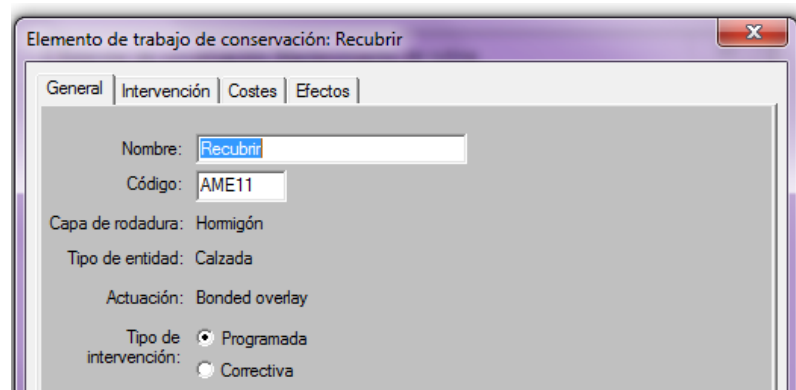 Elemento de trabajo de conservación: Recubrir
General Intervención Costes Efectos
Nombre: Recubrir
Código: AME11
Capa de rodadura: Hormigón
Tipo de entidad: Calzada
Actuación: Bonded overlay
Tipo de intervención: Programada
Correctiva